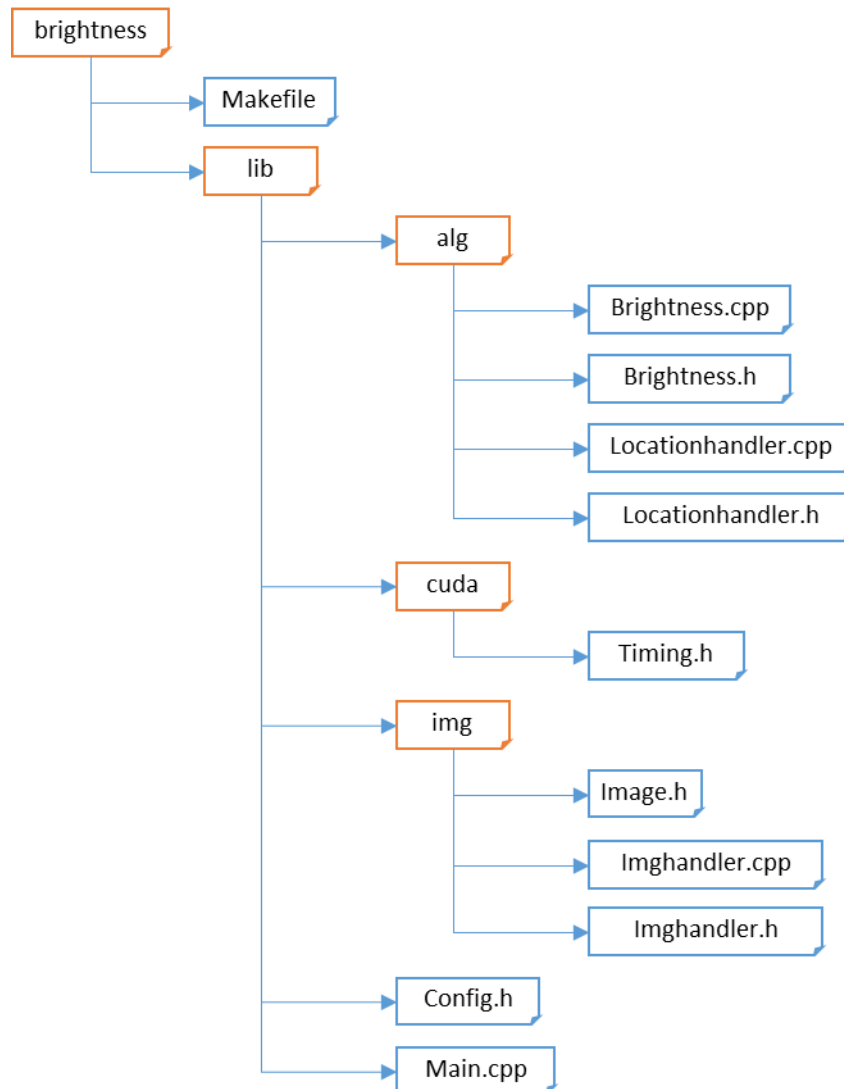 brightness
Makefile
lib
alg
Brightness.cpp
Brightness.h
Locationhandler.cpp
Locationhandler.h
cuda
Timing.h
img
Image.h
Imghandler.cpp
Imghandler.h
Config.h
Main.cpp